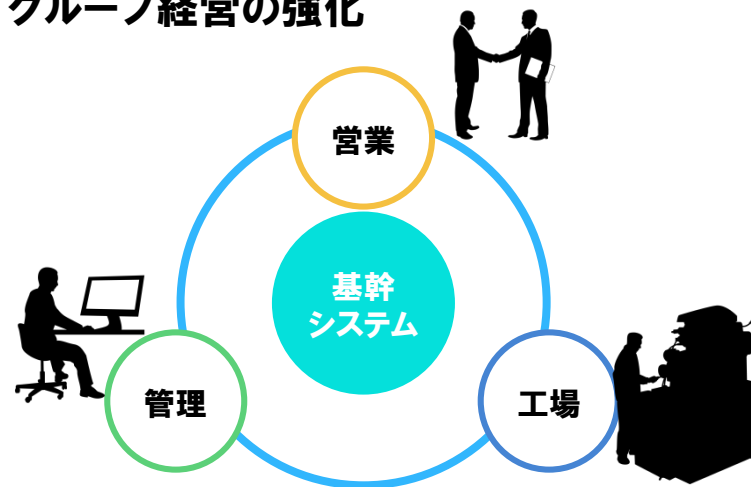 グループ経営の強化
営業
基幹
システム
管理
工場